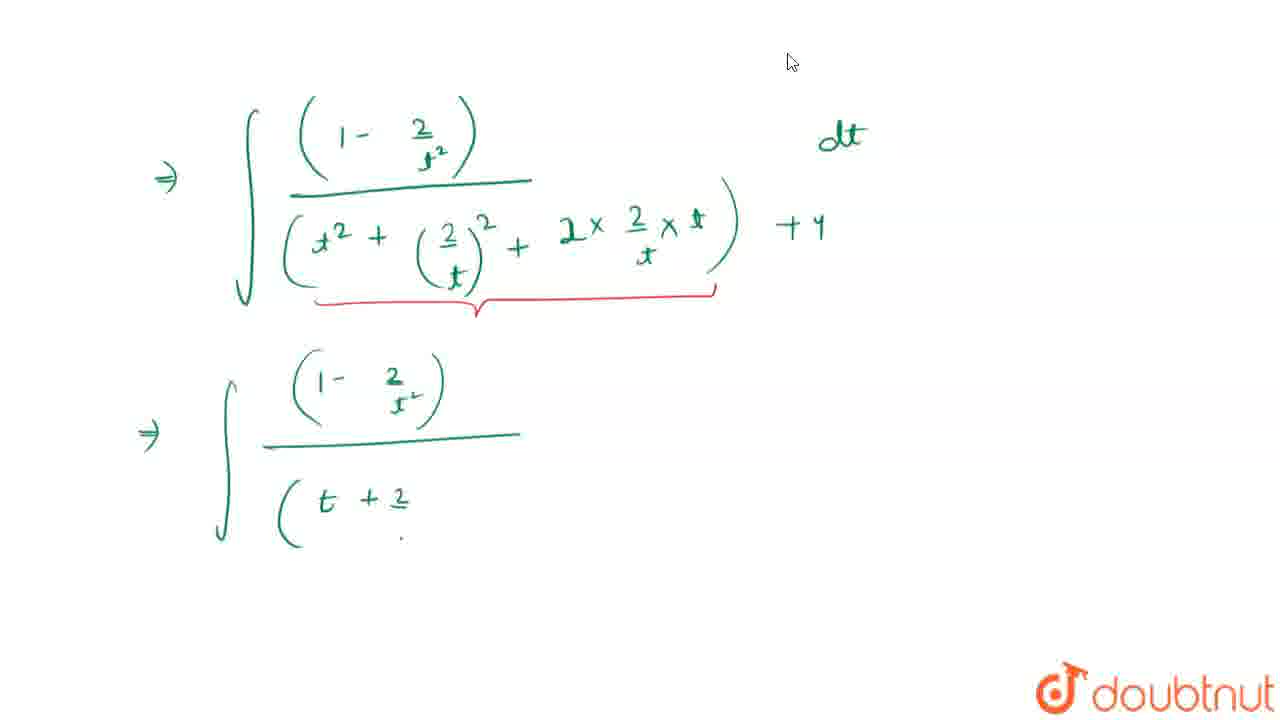 ⇒ ∫ (1 - 2/t²) / (t² + (2/t)² + 2 × 2/t × t) + 4 dt
⇒ ∫ (1 - 2/t²) / (t + 2
doubtnut